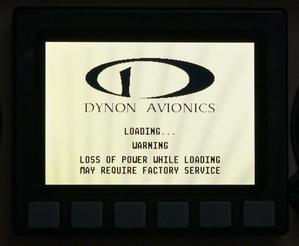 DYNON AVIONICS
LOADING...
WARNING
LOSS OF POWER WHILE LOADING
MAY REQUIRE FACTORY SERVICE